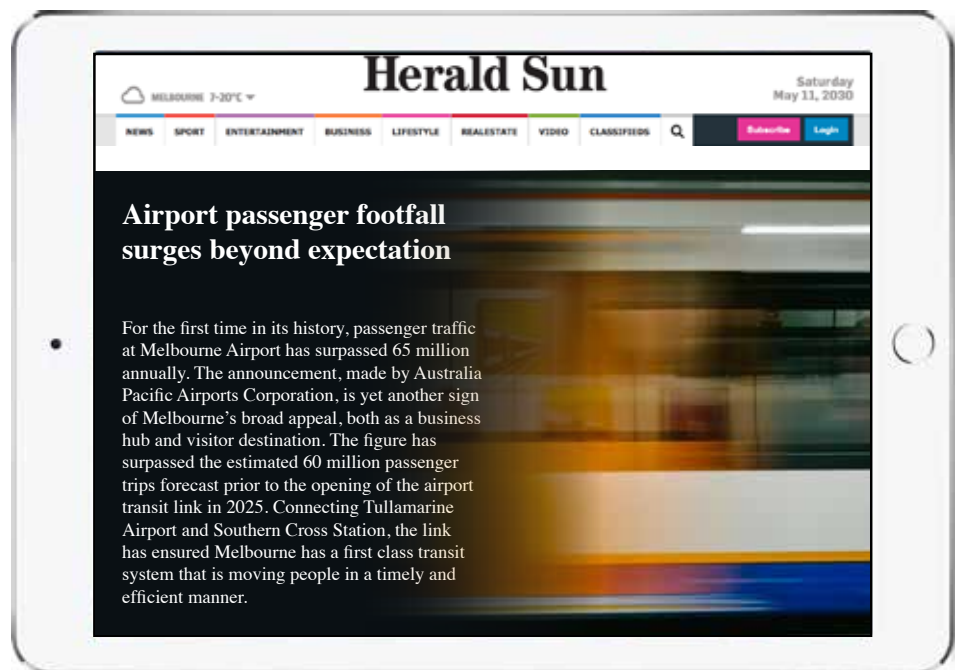 Herald Sun
MELBOURNE 7-20°C
Saturday
May 11, 2030
NEWS SPORT ENTERTAINMENT BUSINESS LIFESTYLE REALESTATE VIDEO CLASSIFIEDS Subscribe Login
Airport passenger footfall
surges beyond expectation
For the first time in its history, passenger traffic
at Melbourne Airport has surpassed 65 million
annually. The announcement, made by Australia
Pacific Airports Corporation, is yet another sign
of Melbourne’s broad appeal, both as a business
hub and visitor destination. The figure has
surpassed the estimated 60 million passenger
trips forecast prior to the opening of the airport
transit link in 2025. Connecting Tullamarine
Airport and Southern Cross Station, the link
has ensured Melbourne has a first class transit
system that is moving people in a timely and
efficient manner.